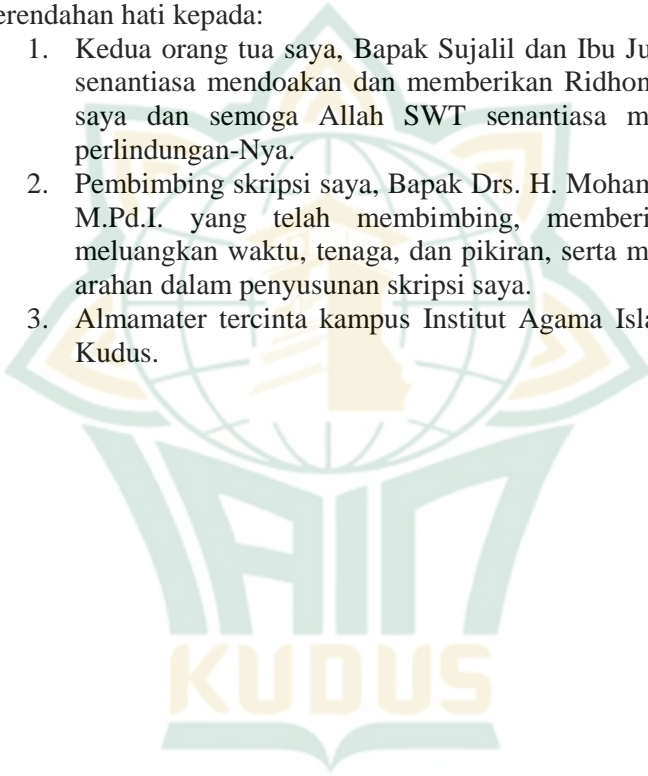 erendahan hati kepada:
1. Kedua orang tua saya, Bapak Sujalil dan Ibu Ju
senantiasa mendoakan dan memberikan Ridhon
saya dan semoga Allah SWT senantiasa m
perlindungan-Nya.
2. Pembimbing skripsi saya, Bapak Drs. H. Moham
M.Pd.I. yang telah membimbing, memberi
meluangkan waktu, tenaga, dan pikiran, serta m
arahan dalam penyusunan skripsi saya.
3. Almamater tercinta kampus Institut Agama Isla
Kudus.
IAIN
KUDUS